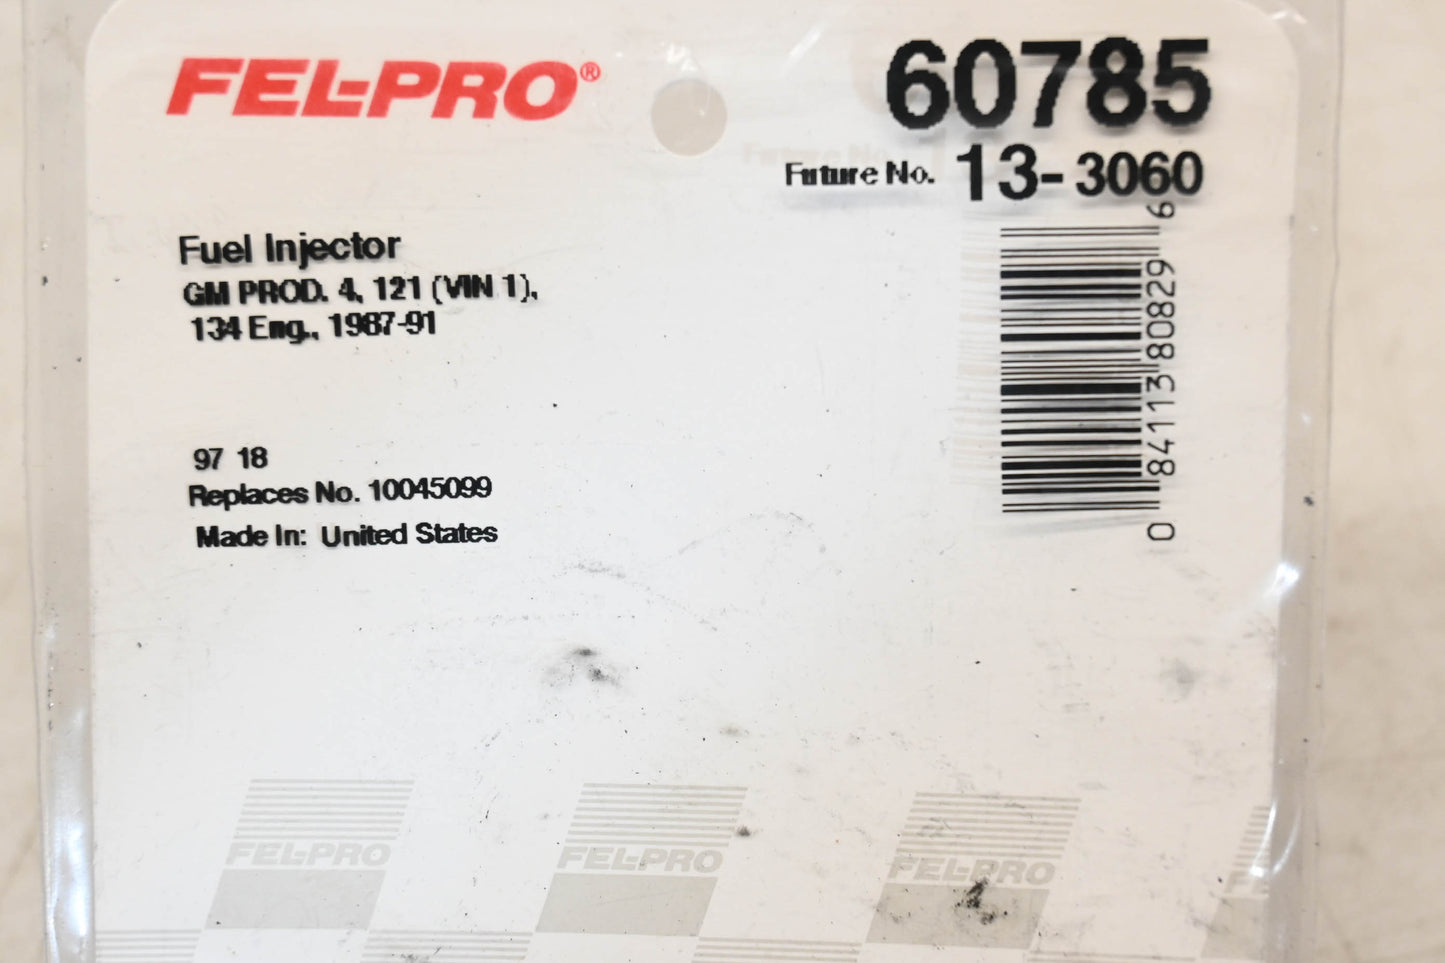 FEL-PRO®
60785
Future No. 13-3060
Fuel Injector
GM PROD. 4, 121 (VIN 1),
134 Eng., 1987-91
97 18
Replaces No. 10045099
Made In: United States
0 84113 80829 6
FEL-PRO
FEL-PRO
FEL-PRO
FE